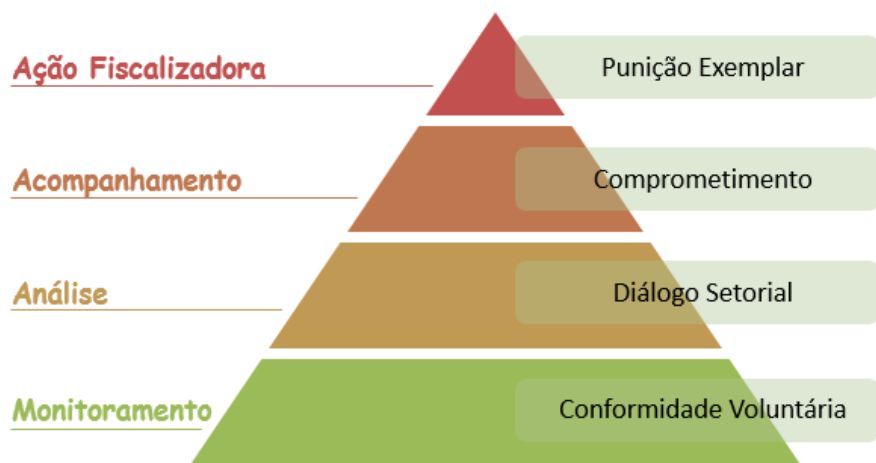 Ação Fiscalizadora
Punição Exemplar
Acompanhamento
Comprometimento
Análise
Diálogo Setorial
Monitoramento
Conformidade Voluntária